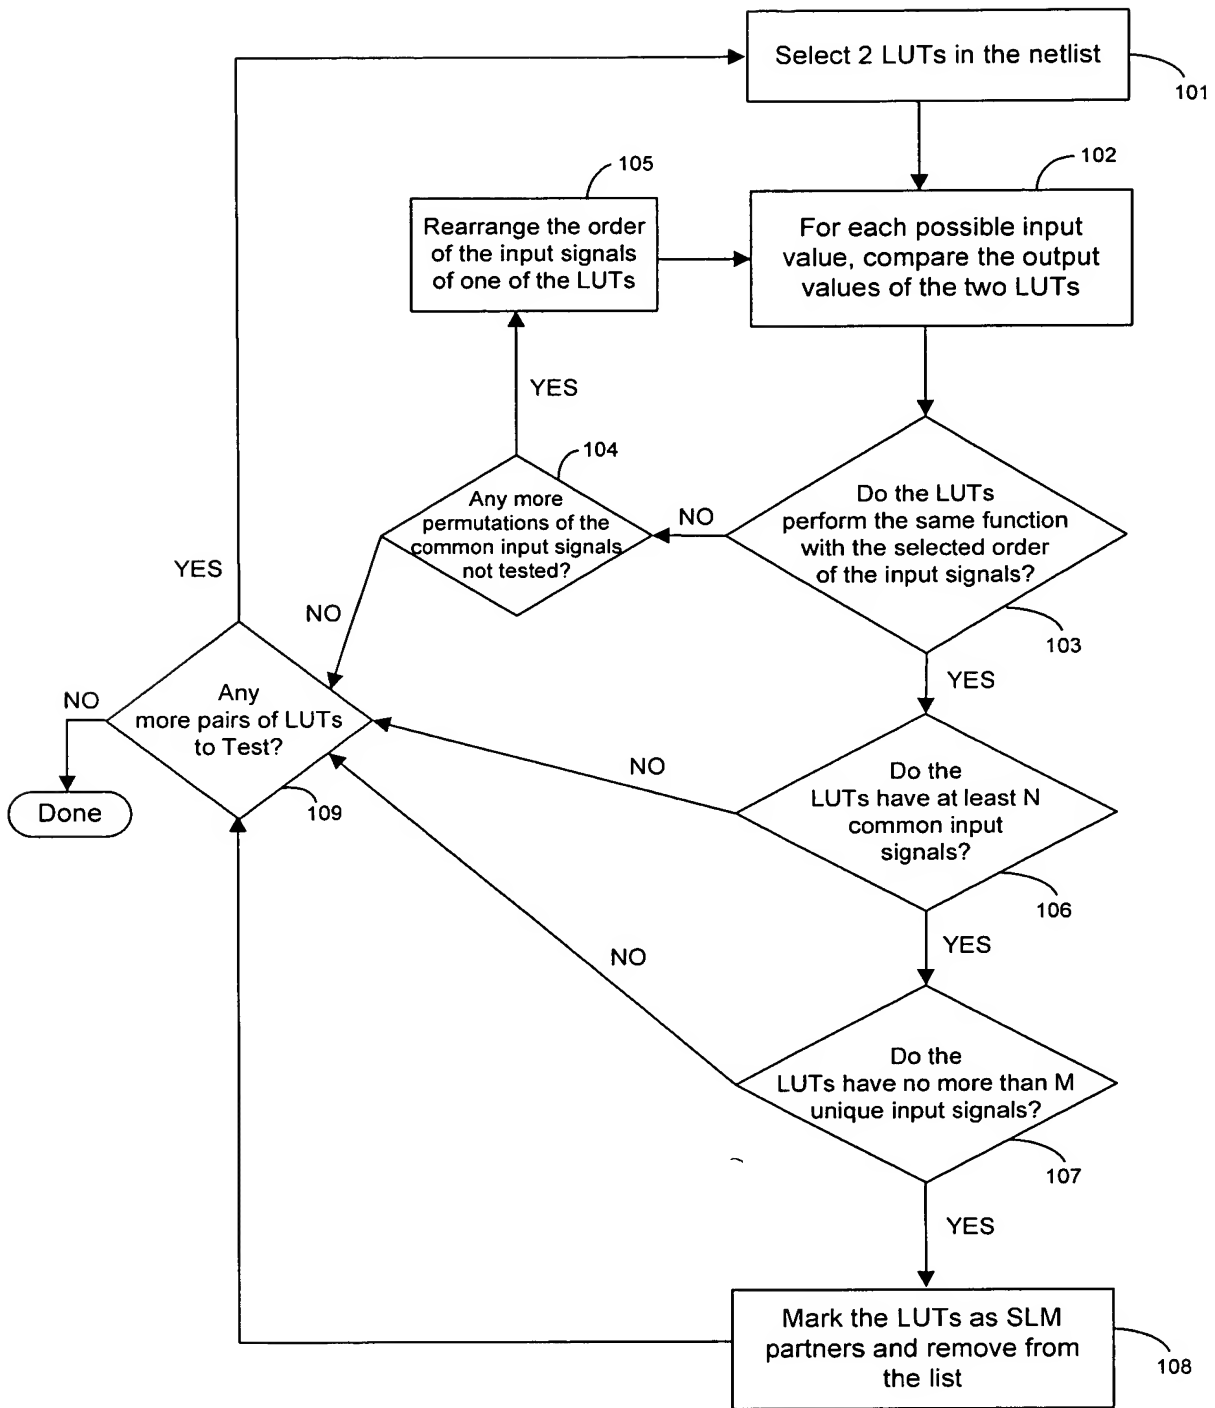 Select 2 LUTs in the netlist
101
105
102
Rearrange the order
of the input signals
of one of the LUTs
For each possible input
value, compare the output
values of the two LUTs
YES
104
Any more
permutations of the
common input signals
not tested?
NO
Do the LUTs
perform the same function
with the selected order
of the input signals?
103
YES
NO
YES
NO
Any
more pairs of LUTs
to Test?
109
Done
NO
Do the
LUTs have at least N
common input
signals?
106
YES
NO
Do the
LUTs have no more than M
unique input signals?
107
YES
Mark the LUTs as SLM
partners and remove from
the list
108